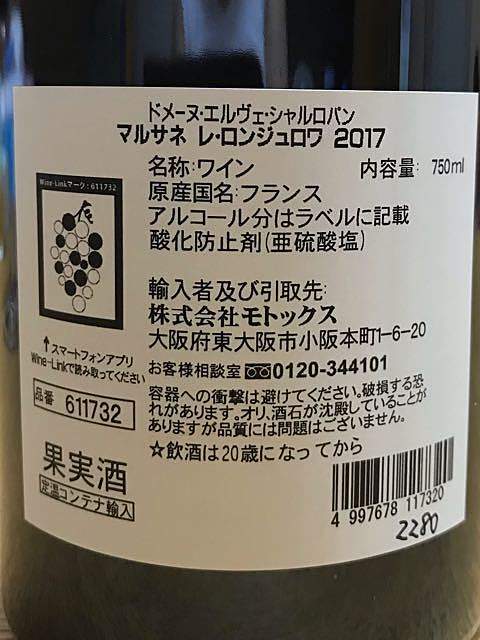 ドメーヌ・エルヴェ・シャルロパン
マルサネ レ・ロンジュロワ 2017
名称:ワイン 内容量: 750ml
原産国名:フランス
アルコール分はラベルに記載
酸化防止剤(亜硫酸塩)
Wine-Linkマーク:611732
輸入者及び引取先:
株式会社モトックス
大阪府東大阪市小阪本町1-6-20
↑スマートフォンアプリ
Wine-Linkで読み取ってください
お客様相談室 0120-344101
品番 611732
容器への衝撃は避けてください。破損する恐
れがあります。オリ、酒石が沈殿していることが
ありますが品質には問題はございません。
☆飲酒は20歳になってから
果実酒
定温コンテナ輸入
4 997678 117320
2280